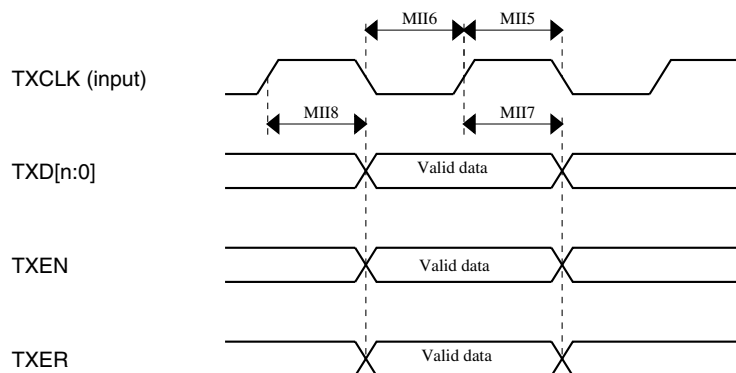 MII6 MII5
TXCLK (input)
MII8 MII7
TXD[n:0] Valid data
TXEN Valid data
TXER Valid data